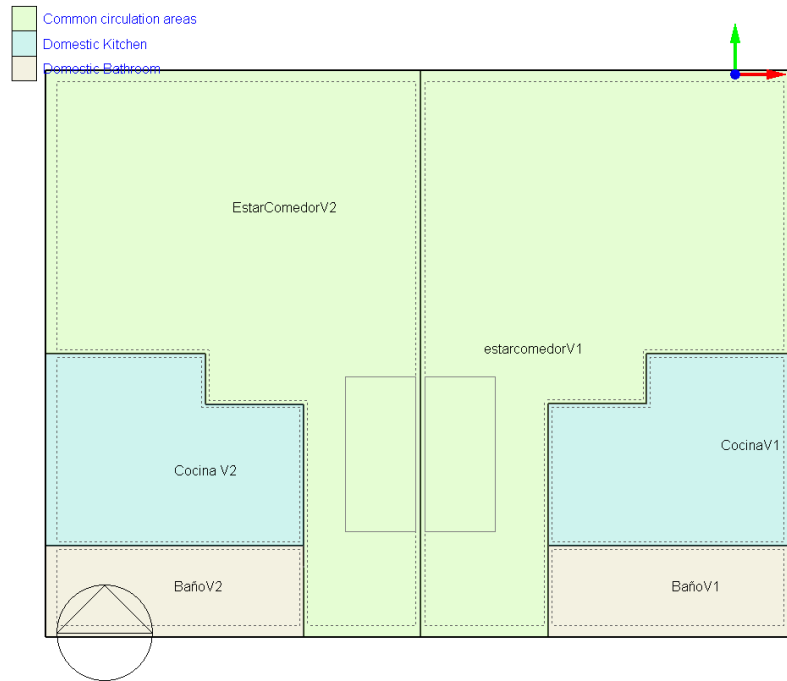 Common circulation areas
Domestic Kitchen
Domestic Bathroom
EstarComedorV2
estarcomedorV1
CocinaV1
Cocina V2
BañoV2
BañoV1